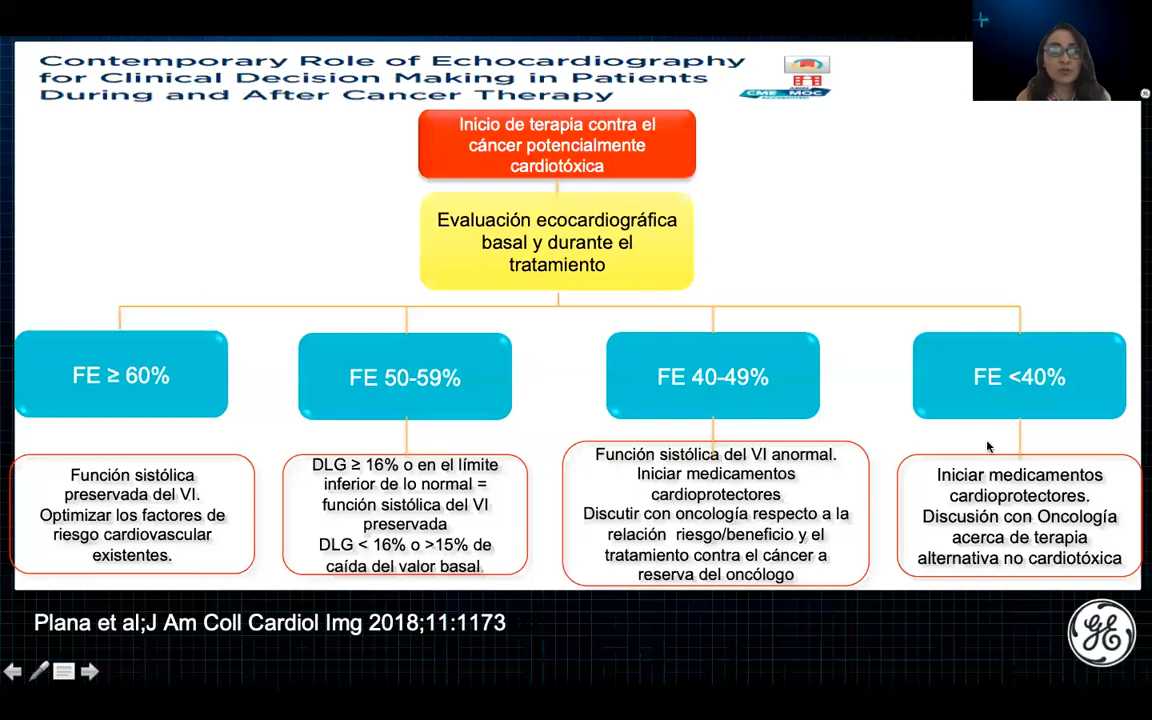 Contemporary Role of Echocardiography
for Clinical Decision Making in Patients
During and After Cancer Therapy
CME MOC
Inicio de terapia contra el
cáncer potencialmente
cardiotóxica
Evaluación ecocardiográfica
basal y durante el
tratamiento
FE ≥ 60%
FE 50-59%
FE 40-49%
FE <40%
Función sistólica
preservada del VI.
Optimizar los factores de
riesgo cardiovascular
existentes.
DLG ≥ 16% o en el límite
inferior de lo normal =
función sistólica del VI
preservada
DLG < 16% o >15% de
caída del valor basal.
Función sistólica del VI anormal.
Iniciar medicamentos
cardioprotectores
Discutir con oncología respecto a la
relación riesgo/beneficio y el
tratamiento contra el cáncer a
reserva del oncólogo
Iniciar medicamentos
cardioprotectores.
Discusión con Oncología
acerca de terapia
alternativa no cardiotóxica
Plana et al;J Am Coll Cardiol Img 2018;11:1173
GE